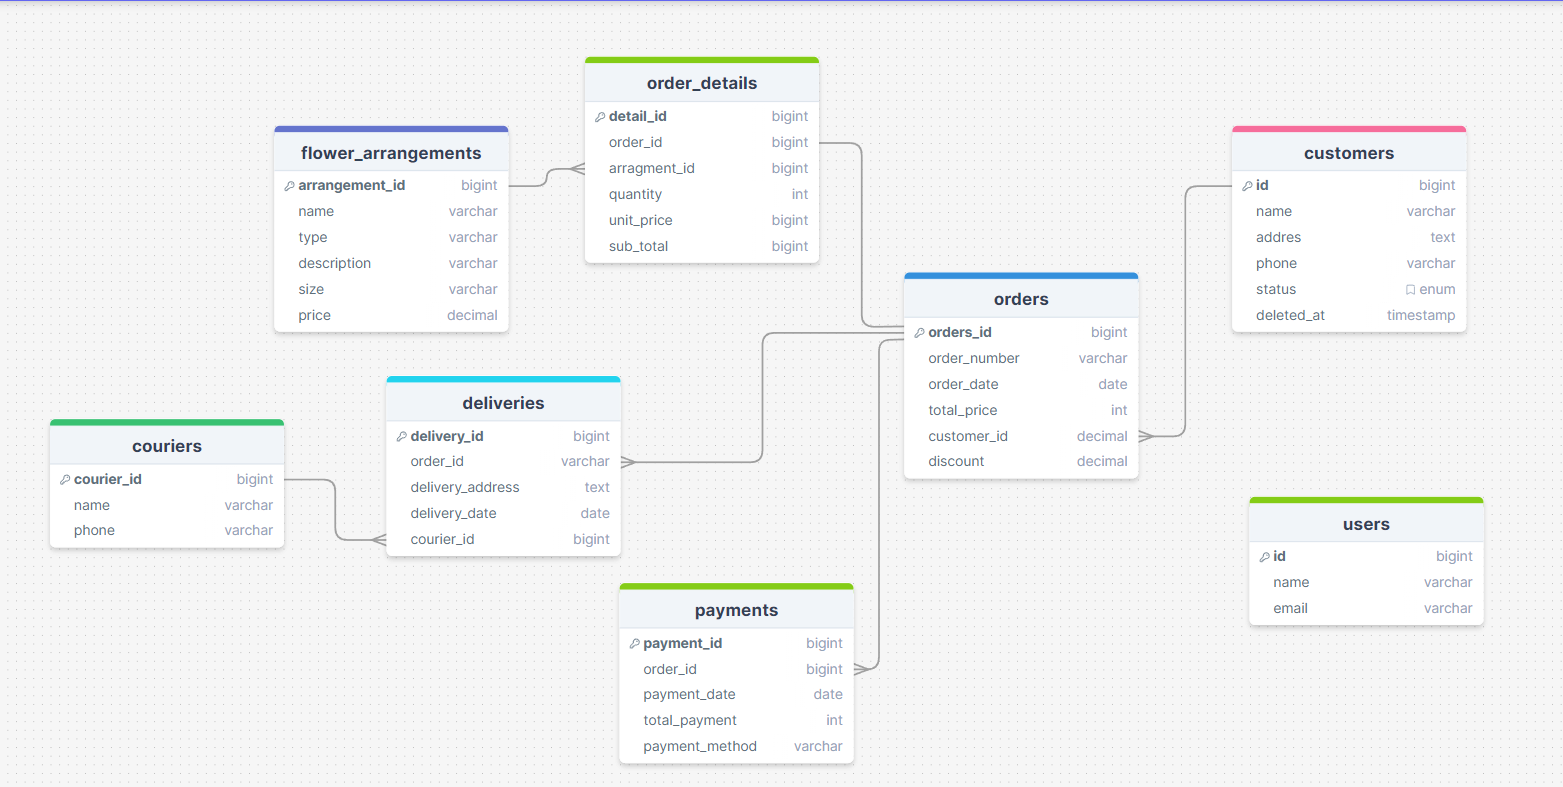 order_details
detail_id bigint
order_id bigint
arragment_id bigint
quantity int
unit_price bigint
sub_total bigint
flower_arrangements
arrangement_id bigint
name varchar
type varchar
description varchar
size varchar
price decimal
customers
id bigint
name varchar
addres text
phone varchar
status enum
deleted_at timestamp
orders
orders_id bigint
order_number varchar
order_date date
total_price int
customer_id decimal
discount decimal
deliveries
delivery_id bigint
order_id varchar
delivery_address text
delivery_date date
courier_id bigint
couriers
courier_id bigint
name varchar
phone varchar
users
id bigint
name varchar
email varchar
payments
payment_id bigint
order_id bigint
payment_date date
total_payment int
payment_method varchar